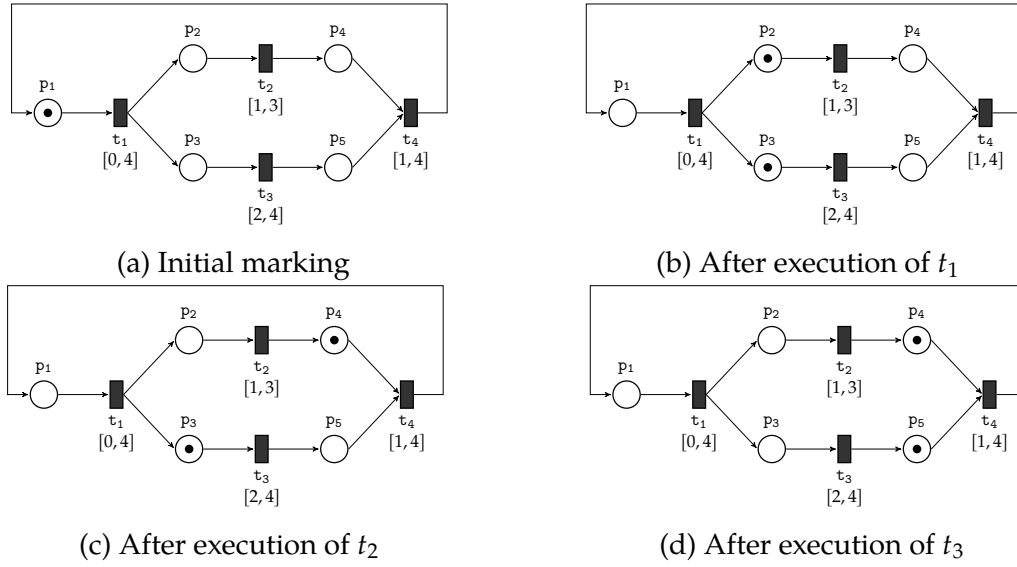 p₂ p₄
p₁ t₂
[1, 3]
t₁ p₃ p₅ t₄
[0, 4] [1, 4]
t₃
[2, 4]
(a) Initial marking
p₂ p₄
p₁ t₂
[1, 3]
t₁ p₃ p₅ t₄
[0, 4] [1, 4]
t₃
[2, 4]
(b) After execution of t₁
p₂ p₄
p₁ t₂
[1, 3]
t₁ p₃ p₅ t₄
[0, 4] [1, 4]
t₃
[2, 4]
(c) After execution of t₂
p₂ p₄
p₁ t₂
[1, 3]
t₁ p₃ p₅ t₄
[0, 4] [1, 4]
t₃
[2, 4]
(d) After execution of t₃